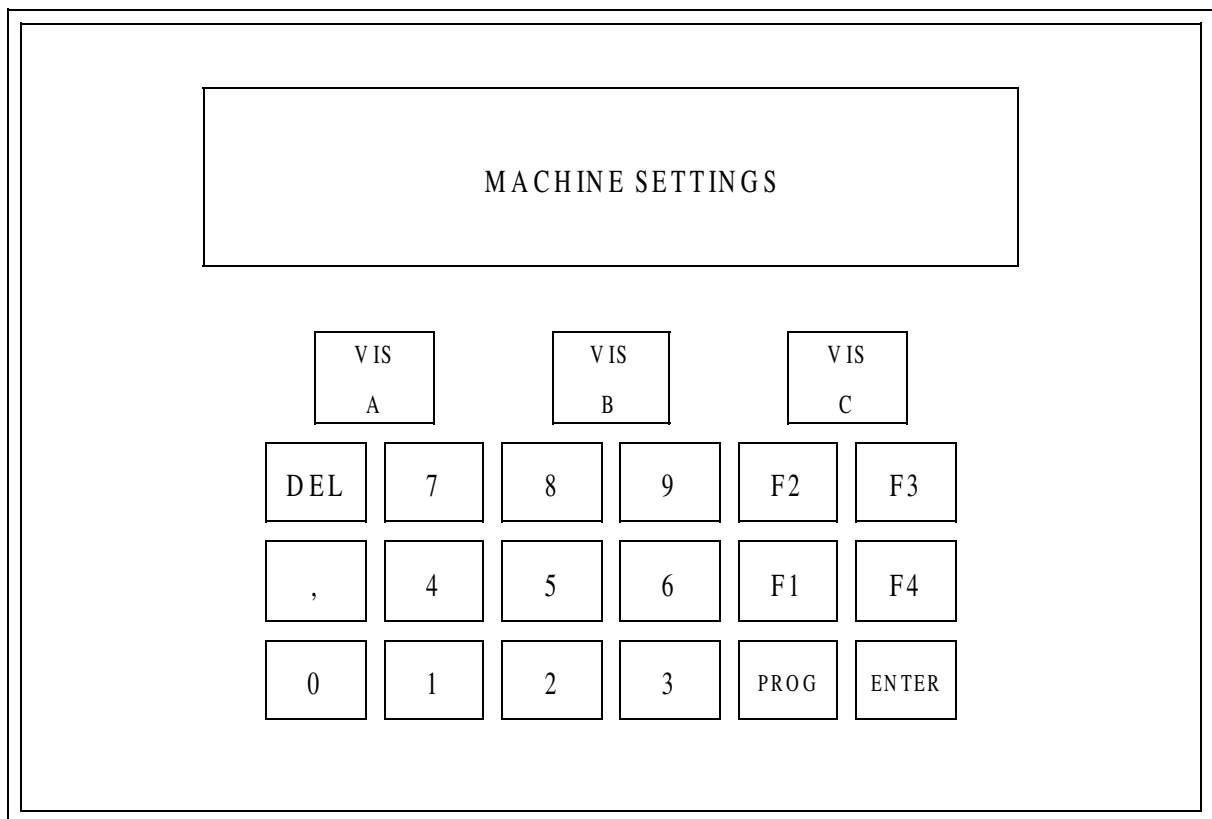 MACHINE SETTINGS
VIS VIS VIS
A B C
DEL 7 8 9 F2 F3
, 4 5 6 F1 F4
0 1 2 3 PROG ENTER